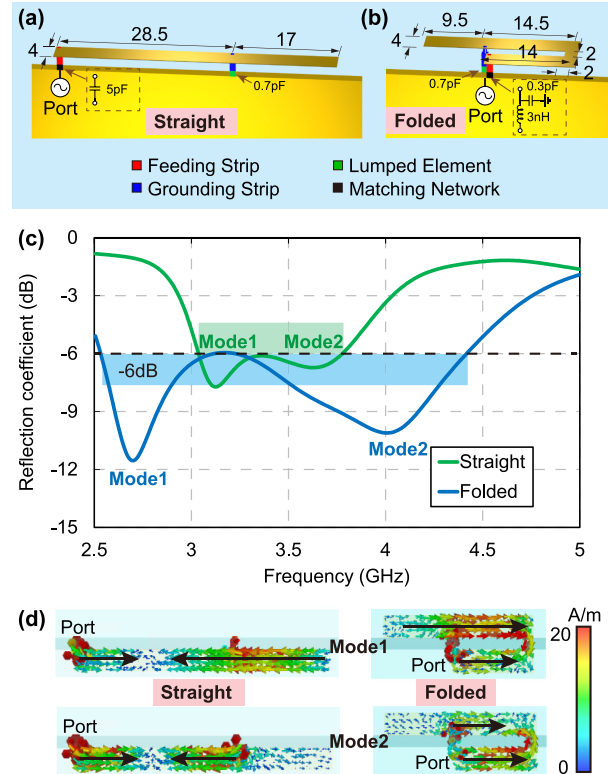 (a)
28.5
17
4
5pF
0.7pF
Port
Straight
(b)
9.5
14.5
4
14
2
2
0.7pF
0.3pF
3nH
Port
Folded
Feeding Strip
Lumped Element
Grounding Strip
Matching Network
(c)
Reflection coefficient (dB)
0
-3
-6
-9
-12
-15
Mode1
Mode2
-6dB
Mode1
Mode2
Straight
Folded
2.5
3
3.5
4
4.5
5
Frequency (GHz)
(d)
Port
Mode1
Port
Straight
Folded
Port
Mode2
Port
A/m
20
0